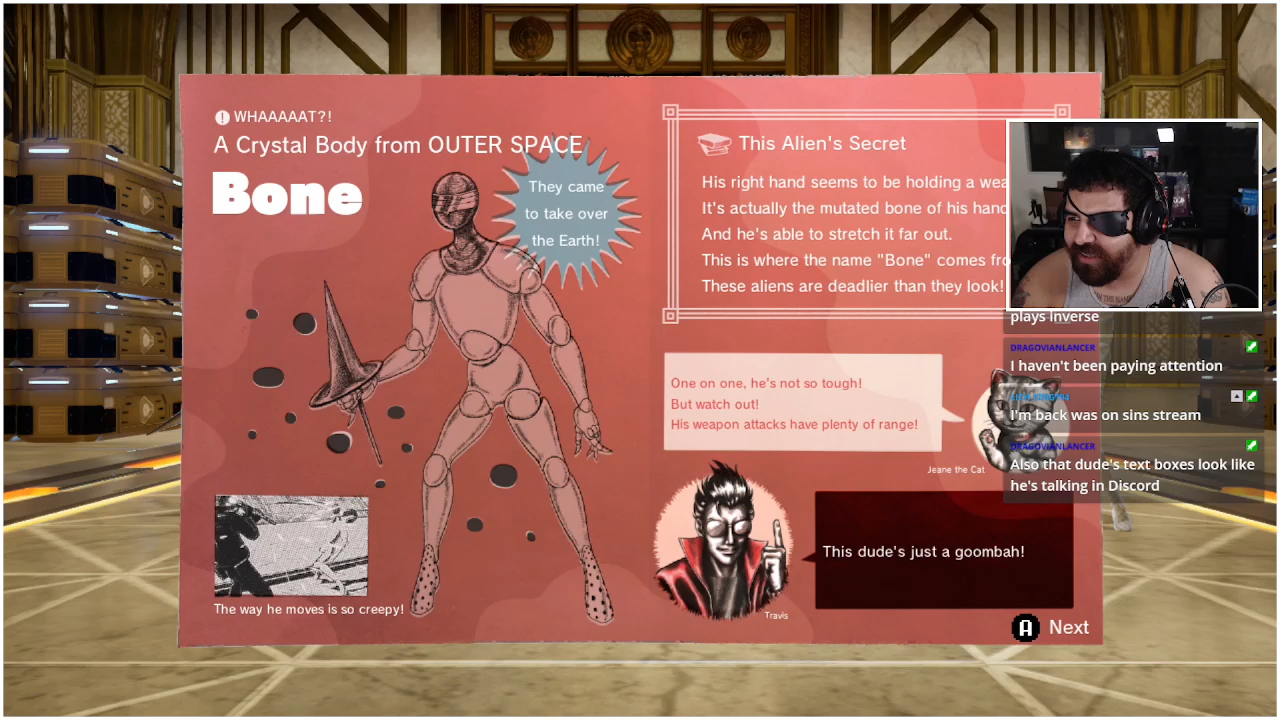 WHAAAAAT?!
A Crystal Body from OUTER SPACE
Bone
They came
to take over
the Earth!
The way he moves is so creepy!
This Alien's Secret
His right hand seems to be holding a wea
It's actually the mutated bone of his hand
And he's able to stretch it far out.
This is where the name "Bone" comes fro
These aliens are deadlier than they look!
One on one, he's not so tough!
But watch out!
His weapon attacks have plenty of range!
Jeane the Cat
This dude's just a goombah!
Travis
A Next
plays Inverse
DRAGOVIANLANCER
I haven't been paying attention
I'm back was on sins stream
DRAGOVIANLANCER
Also that dude's text boxes look like
he's talking in Discord